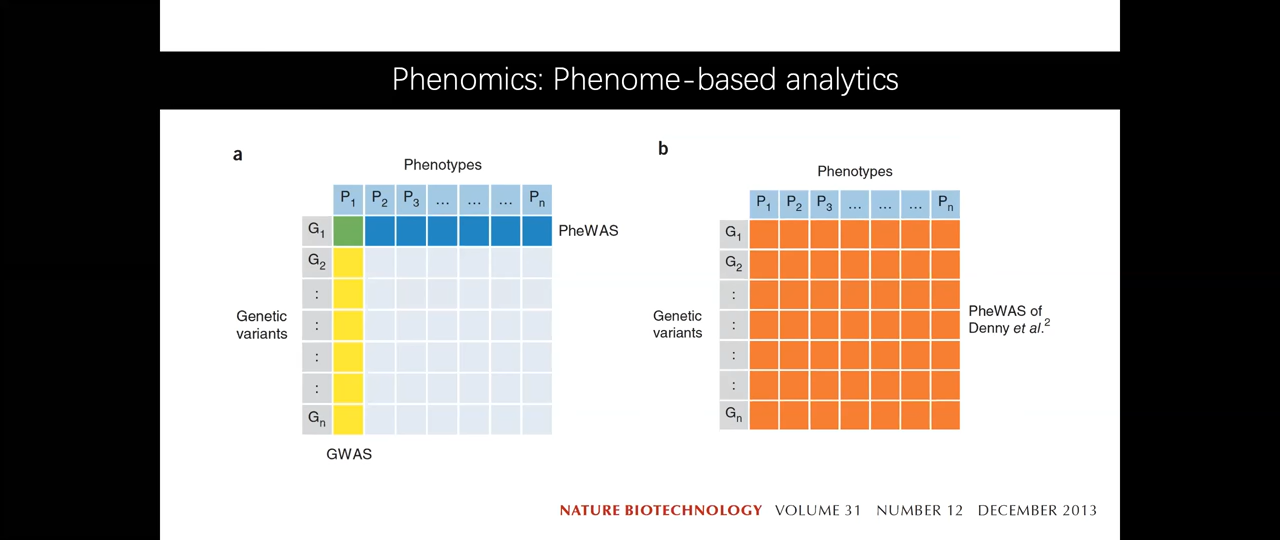 Phenomics: Phenome-based analytics
a
Phenotypes
P1 P2 P3 ... ... ... Pn
G1
PheWAS
G2
:
:
:
:
Gn
Genetic
variants
GWAS
b
Phenotypes
P1 P2 P3 ... ... ... Pn
G1
G2
:
:
:
:
Gn
Genetic
variants
PheWAS of
Denny et al.2
NATURE BIOTECHNOLOGY VOLUME 31 NUMBER 12 DECEMBER 2013